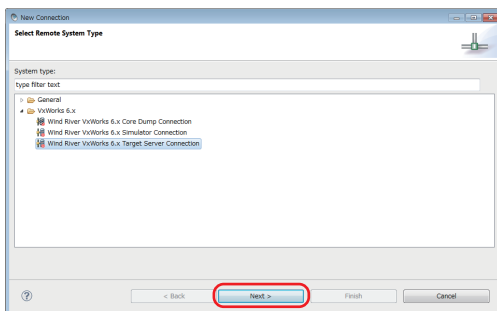 New Connection
Select Remote System Type
System type:
type filter text
General
VxWorks 6.x
Wind River VxWorks 6.x Core Dump Connection
Wind River VxWorks 6.x Simulator Connection
Wind River VxWorks 6.x Target Server Connection
? < Back Next > Finish Cancel